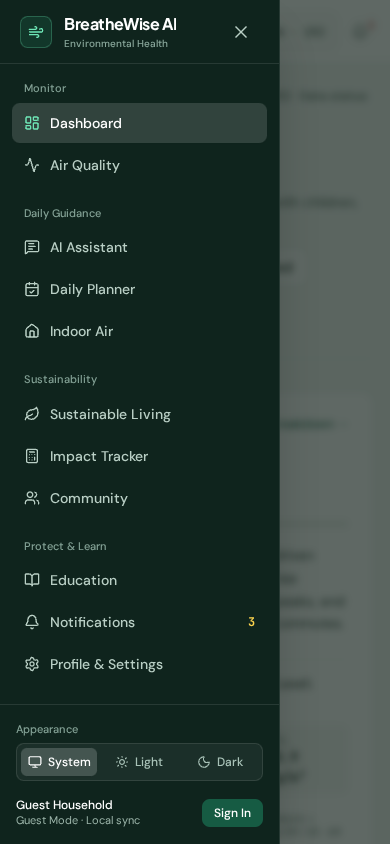 BreatheWise AI
Environmental Health
Monitor
Dashboard
Air Quality
Daily Guidance
AI Assistant
Daily Planner
Indoor Air
Sustainability
Sustainable Living
Impact Tracker
Community
Protect & Learn
Education
Notifications 3
Profile & Settings
Appearance
System Light Dark
Guest Household
Guest Mode · Local sync
Sign In